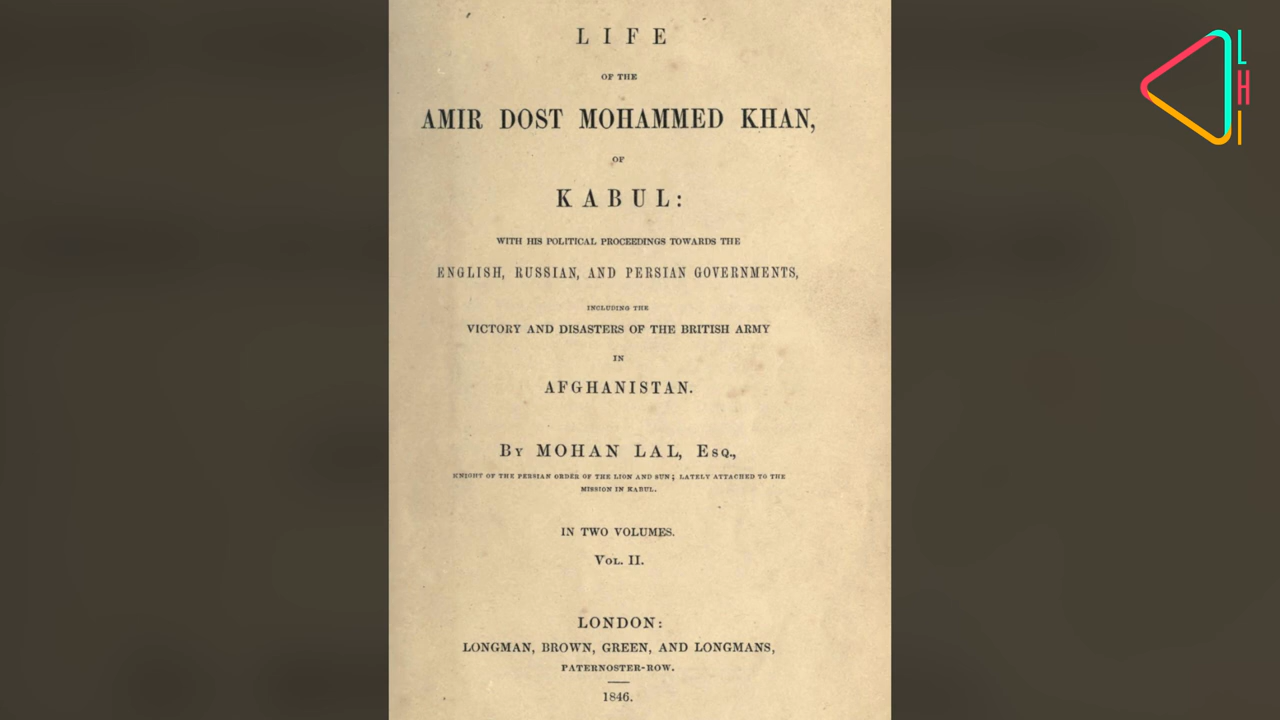 LIFE
OF THE
AMIR DOST MOHAMMED KHAN,
OF
KABUL:
WITH HIS POLITICAL PROCEEDINGS TOWARDS THE
ENGLISH, RUSSIAN, AND PERSIAN GOVERNMENTS,
INCLUDING THE
VICTORY AND DISASTERS OF THE BRITISH ARMY
IN
AFGHANISTAN.
BY MOHAN LAL, ESQ.,
KNIGHT OF THE PERSIAN ORDER OF THE LION AND SUN; LATELY ATTACHED TO THE
MISSION IN KABUL.
IN TWO VOLUMES.
VOL. II.
LONDON:
LONGMAN, BROWN, GREEN, AND LONGMANS,
PATERNOSTER-ROW.
1846.
LHI